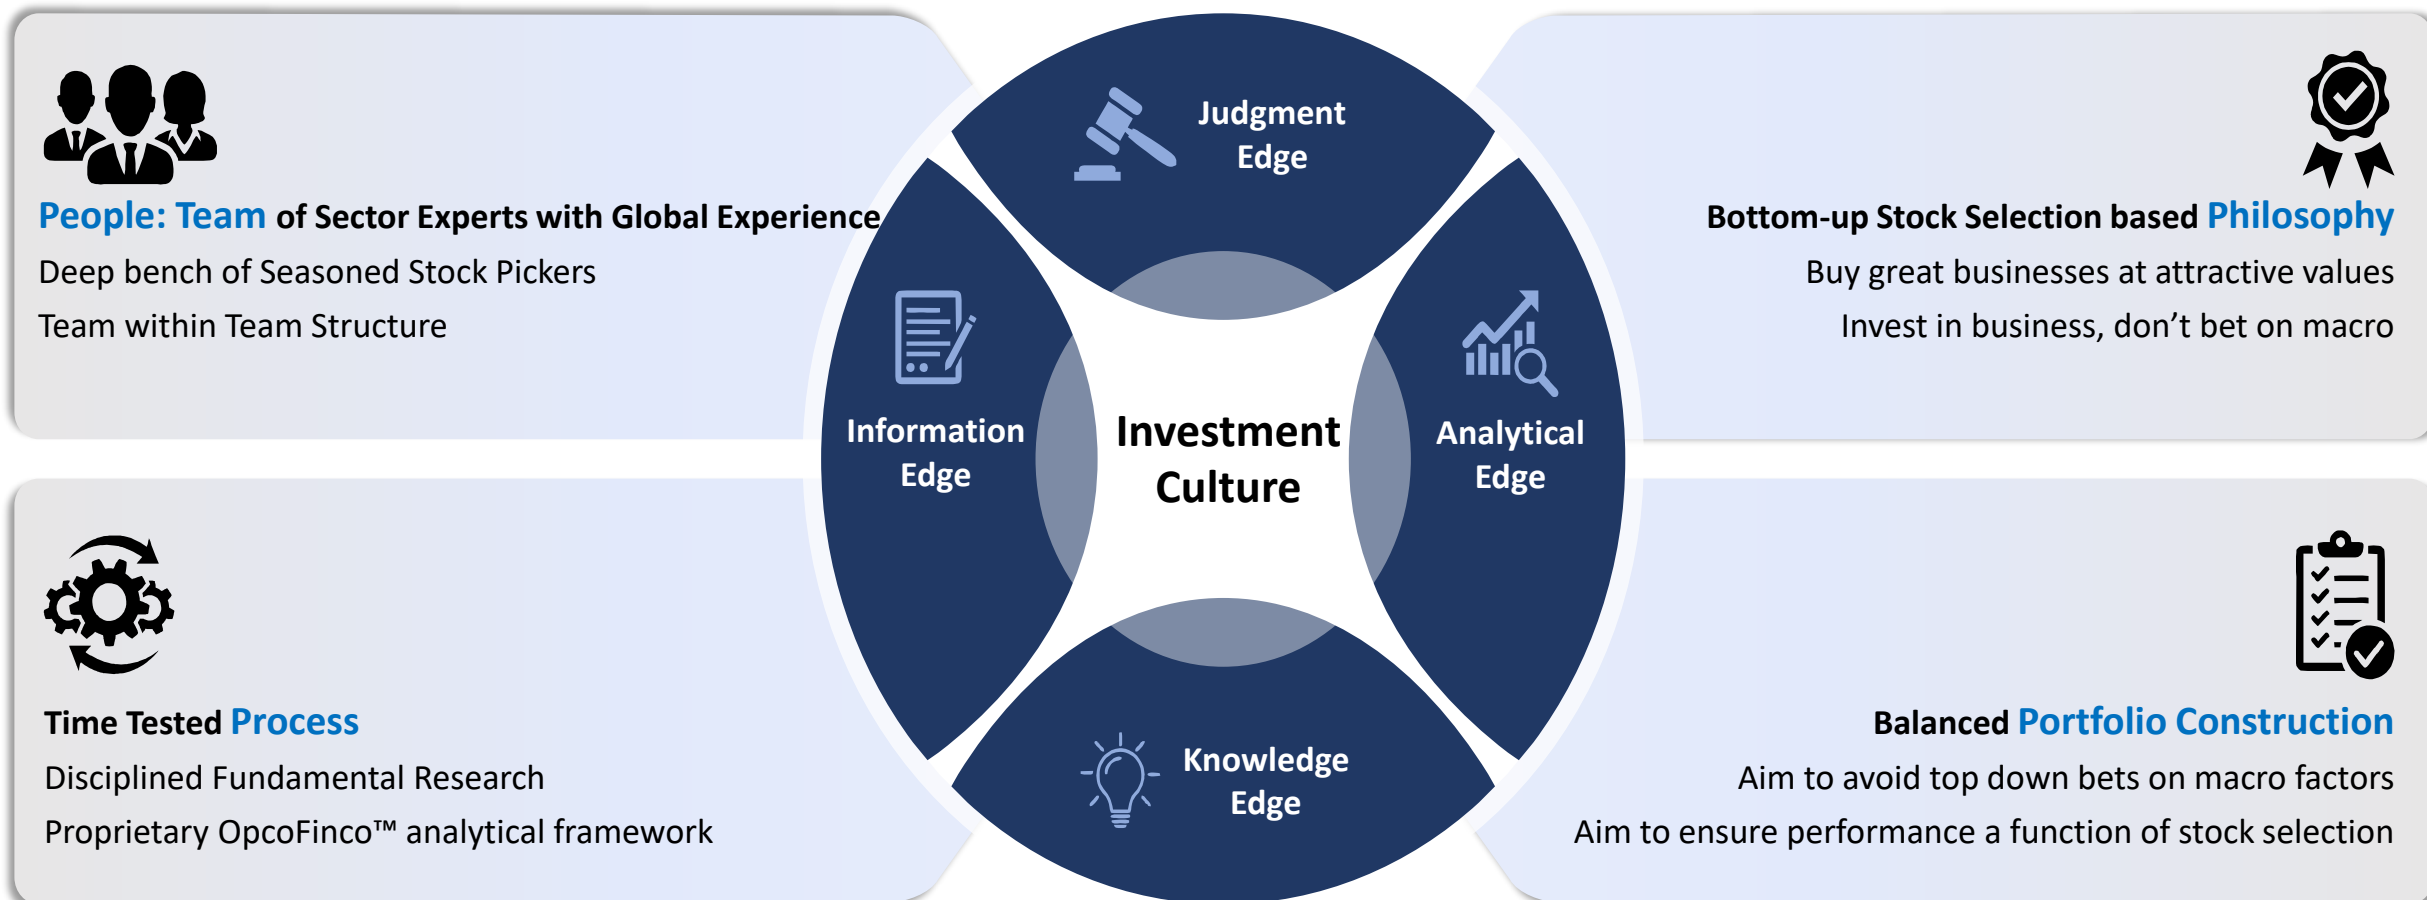 People: Team of Sector Experts with Global Experience
Deep bench of Seasoned Stock Pickers
Team within Team Structure
Judgment
Edge
Bottom-up Stock Selection based Philosophy
Buy great businesses at attractive values
Invest in business, don’t bet on macro
Information
Edge
Investment
Culture
Analytical
Edge
Time Tested Process
Disciplined Fundamental Research
Proprietary OpcoFinco™ analytical framework
Knowledge
Edge
Balanced Portfolio Construction
Aim to avoid top down bets on macro factors
Aim to ensure performance a function of stock selection